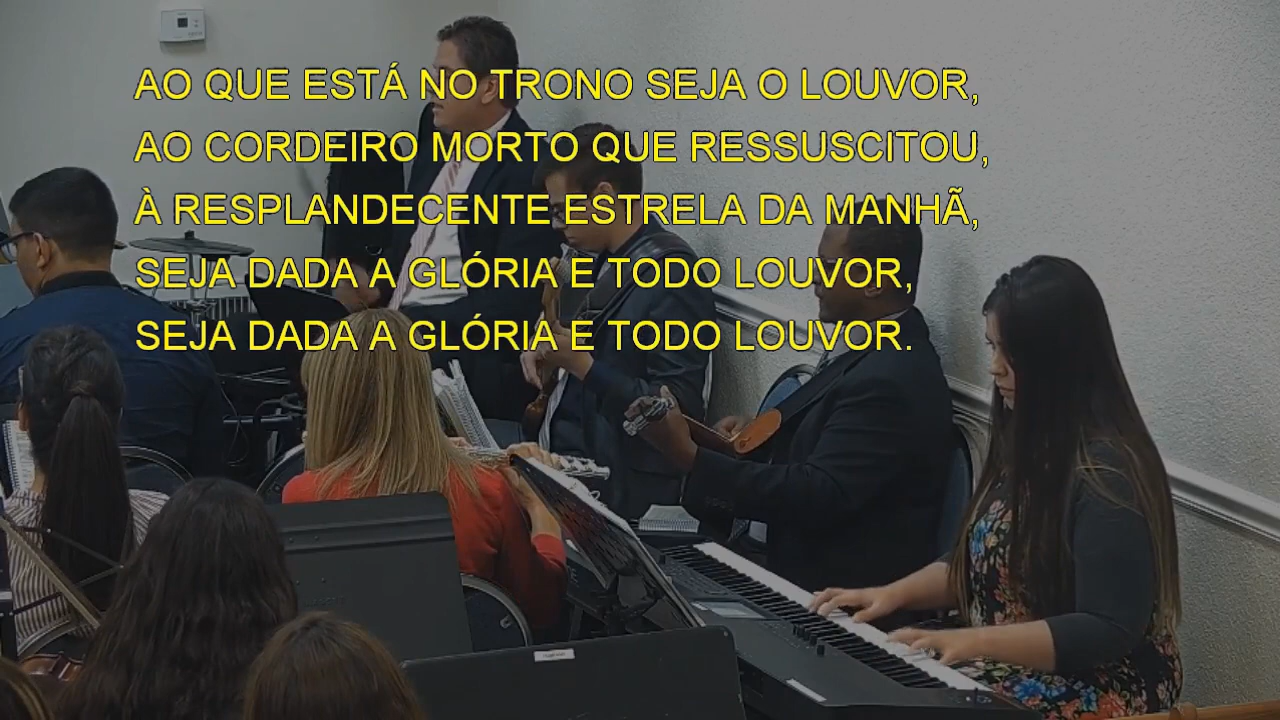 AO QUE ESTÁ NO TRONO SEJA O LOUVOR,
AO CORDEIRO MORTO QUE RESSUSCITOU,
À RESPLANDECENTE ESTRELA DA MANHÃ,
SEJA DADA A GLÓRIA E TODO LOUVOR,
SEJA DADA A GLÓRIA E TODO LOUVOR.